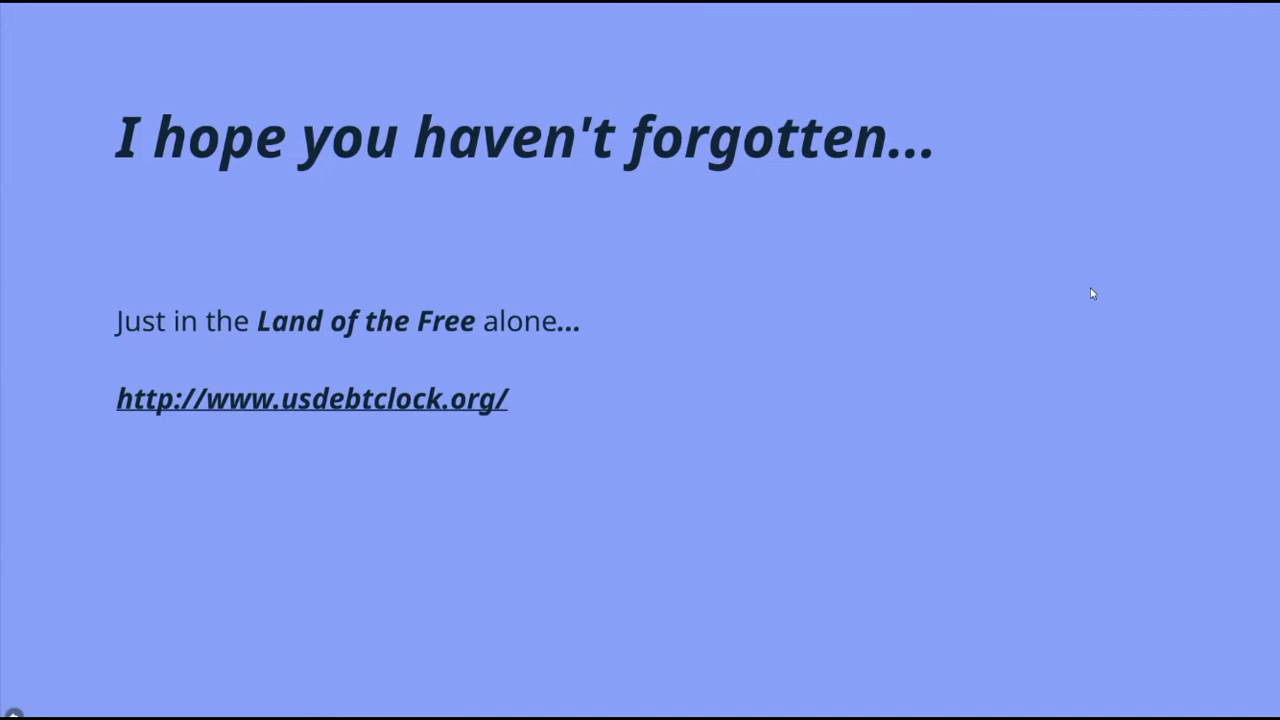 I hope you haven't forgotten...
Just in the Land of the Free alone...
http://www.usdebtclock.org/